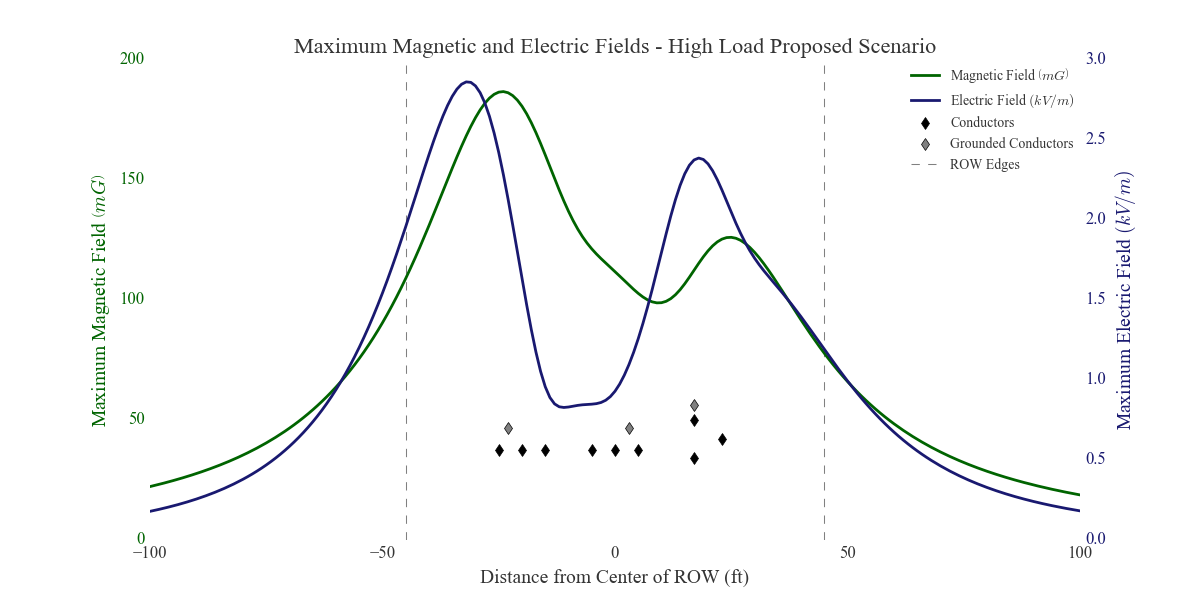 Maximum Magnetic and Electric Fields - High Load Proposed Scenario
200
150
100
50
0
Maximum Magnetic Field (mG)
3.0
2.5
2.0
1.5
1.0
0.5
0.0
Maximum Electric Field (kV/m)
Magnetic Field (mG)
Electric Field (kV/m)
Conductors
Grounded Conductors
ROW Edges
−100
−50
0
50
100
Distance from Center of ROW (ft)